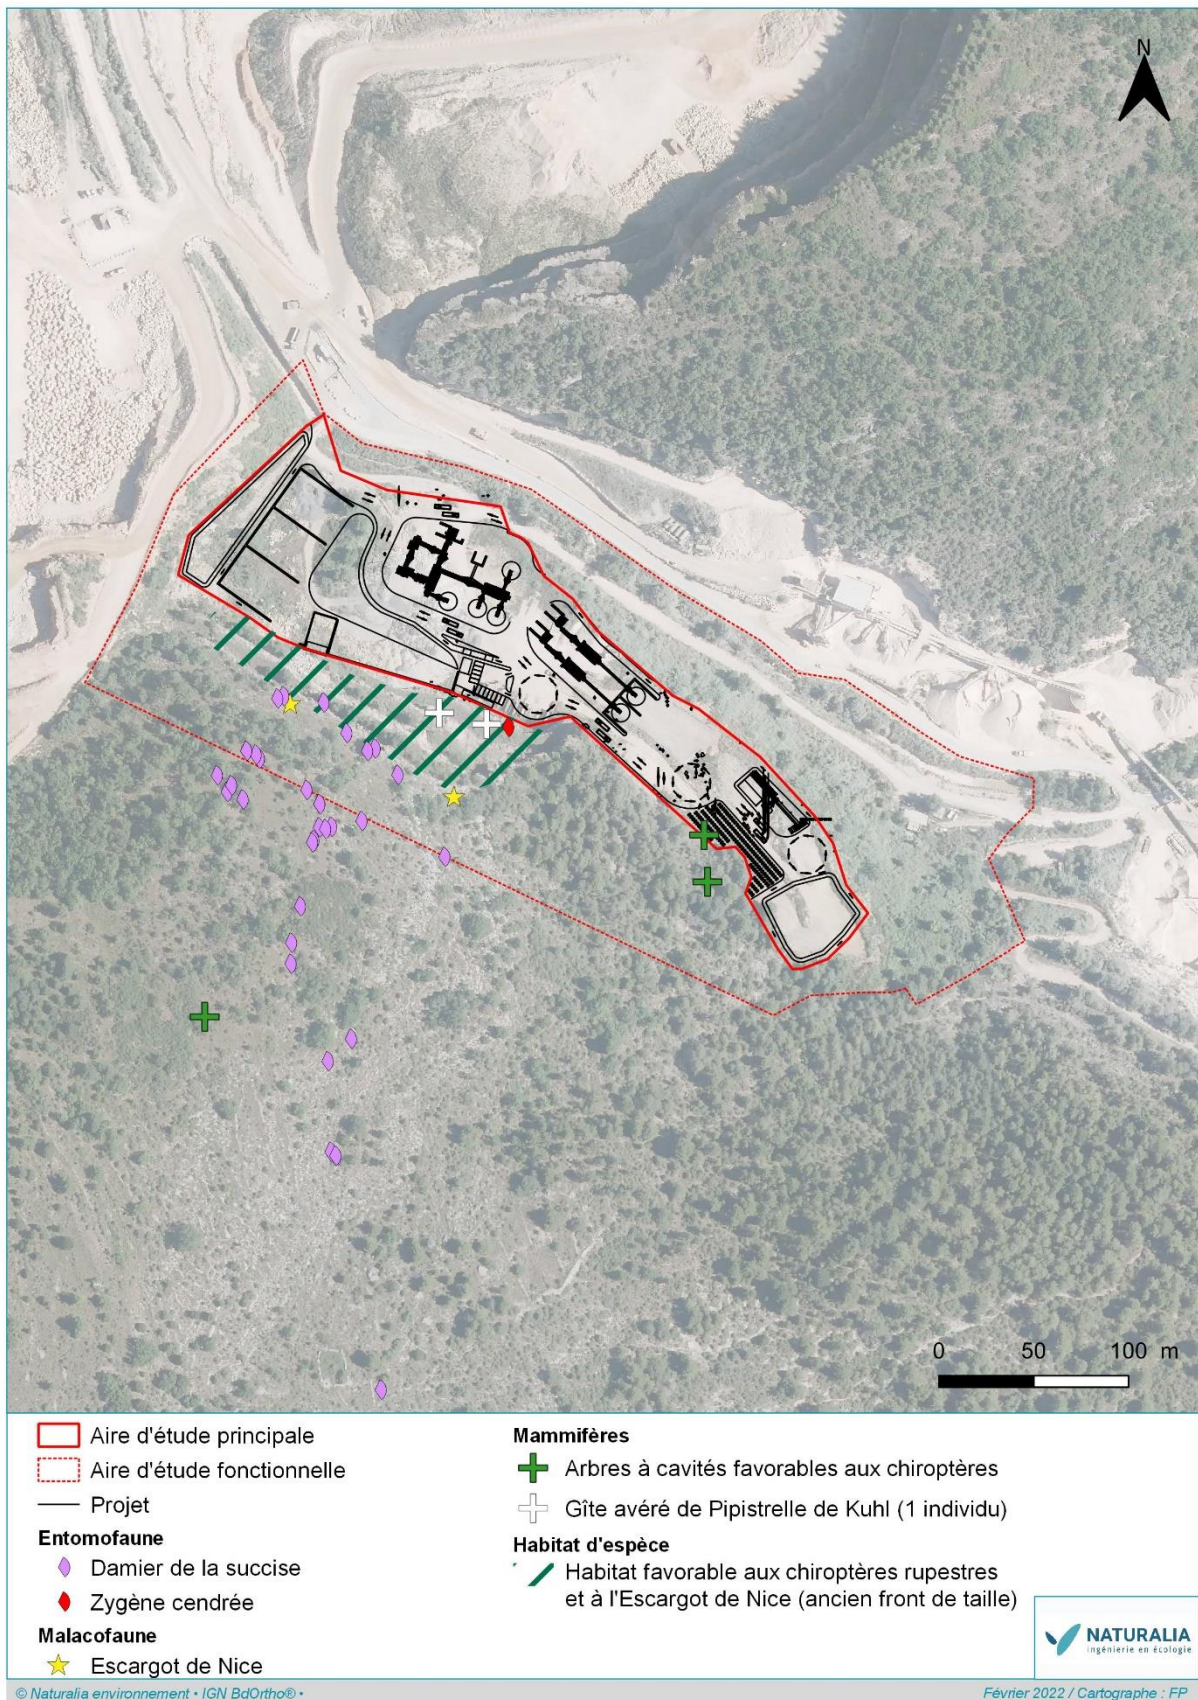 N
0 50 100 m
Aire d'étude principale
Aire d'étude fonctionnelle
Projet
Entomofaune
Damier de la succise
Zygène cendrée
Malacofaune
Escargot de Nice
Mammifères
Arbres à cavités favorables aux chiroptères
Gîte avéré de Pipistrelle de Kuhl (1 individu)
Habitat d'espèce
Habitat favorable aux chiroptères rupestres
et à l'Escargot de Nice (ancien front de taille)
NATURALIA
ingénierie en écologie
© Naturalia environnement • IGN BdOrtho® •
Février 2022 / Cartographe : FP